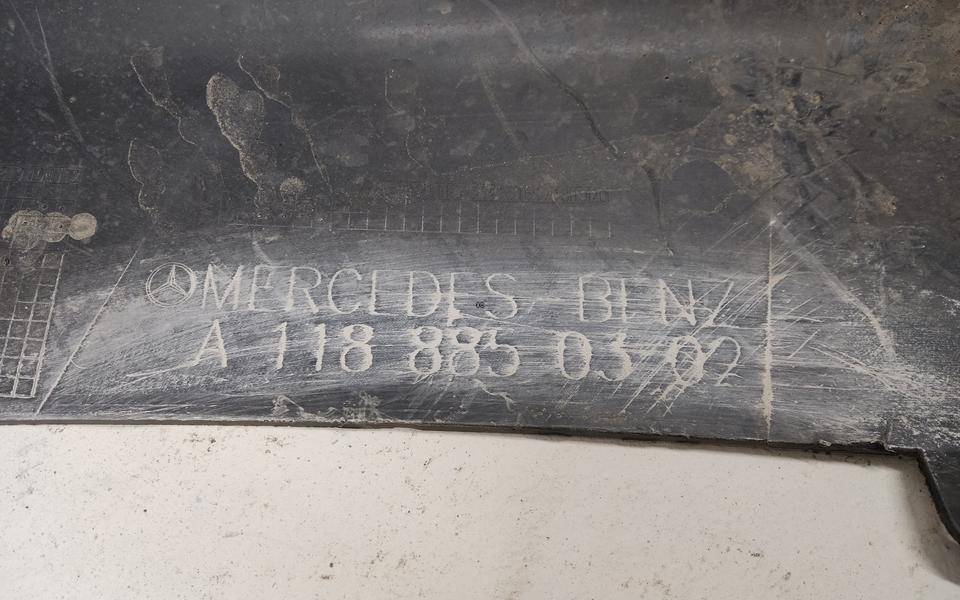 MERCEDES - BENZ
A 118 885 03 02